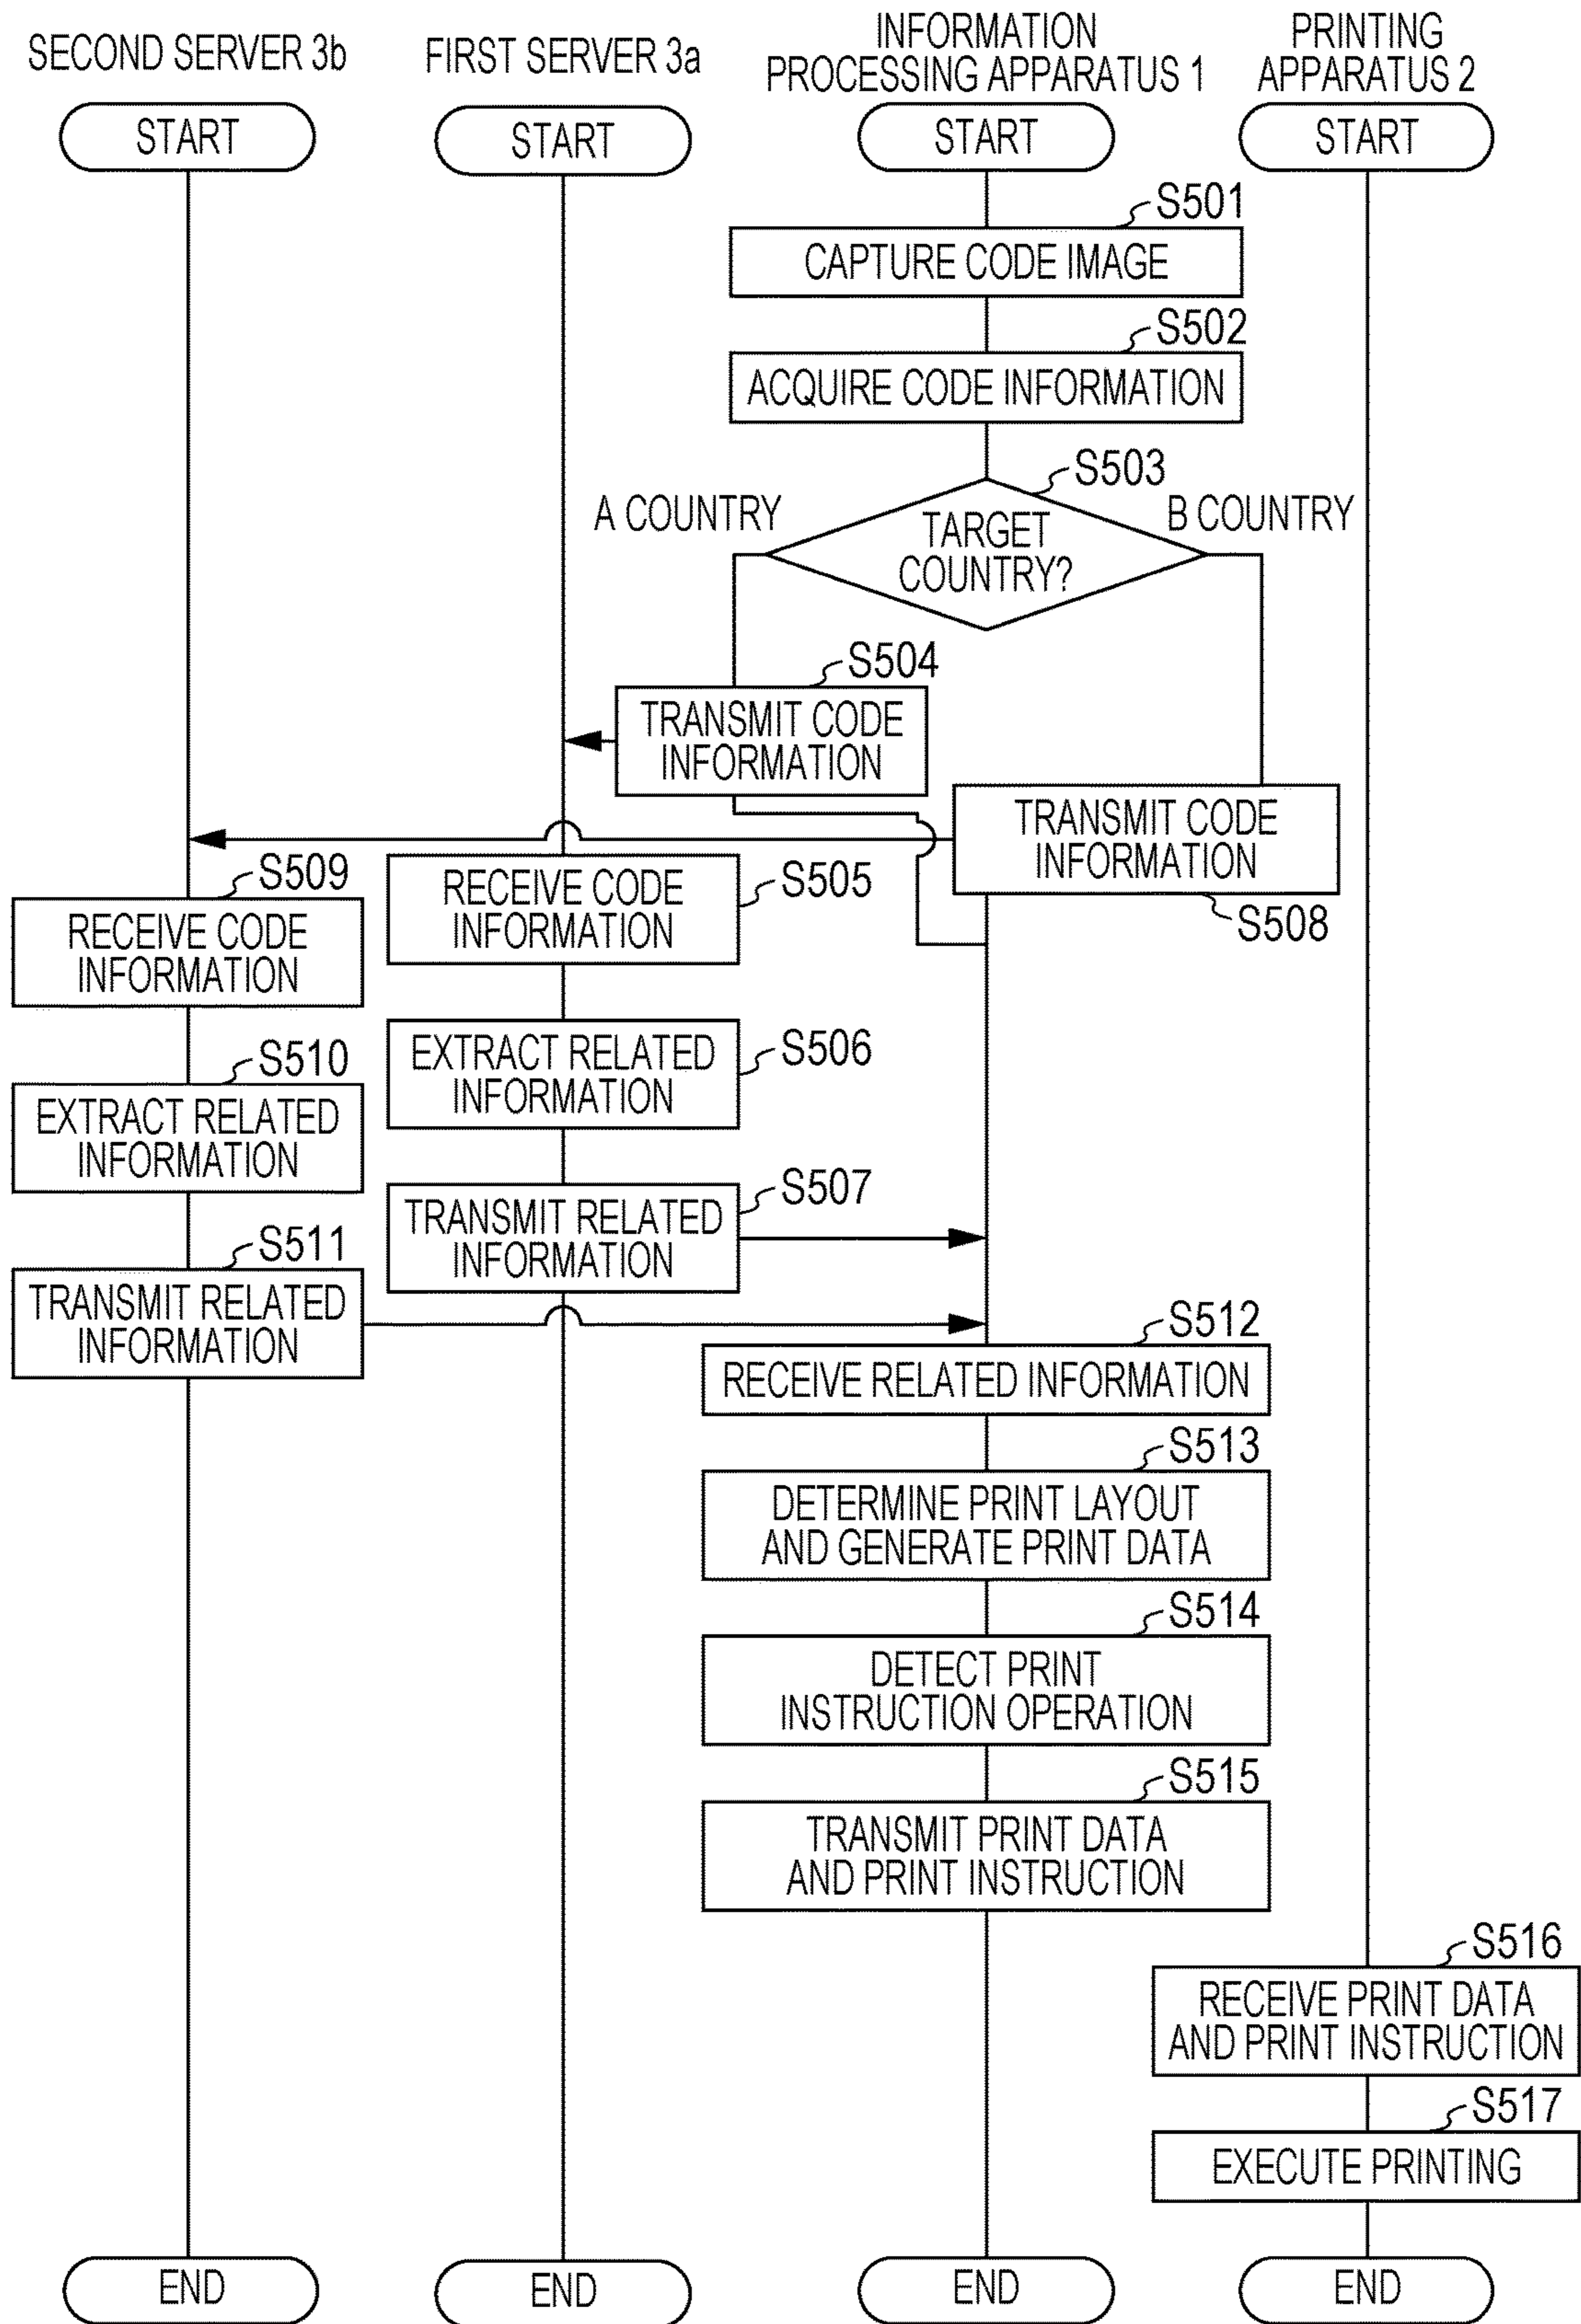 SECOND SERVER 3b
FIRST SERVER 3a
INFORMATION
PROCESSING APPARATUS 1
PRINTING
APPARATUS 2
START
START
START
START
S501
CAPTURE CODE IMAGE
S502
ACQUIRE CODE INFORMATION
S503
A COUNTRY
B COUNTRY
TARGET
COUNTRY?
S504
TRANSMIT CODE
INFORMATION
TRANSMIT CODE
INFORMATION
S508
S509
RECEIVE CODE
INFORMATION
RECEIVE CODE
INFORMATION
S505
S510
EXTRACT RELATED
INFORMATION
EXTRACT RELATED
INFORMATION
S506
S511
TRANSMIT RELATED
INFORMATION
TRANSMIT RELATED
INFORMATION
S507
S512
RECEIVE RELATED INFORMATION
S513
DETERMINE PRINT LAYOUT
AND GENERATE PRINT DATA
S514
DETECT PRINT
INSTRUCTION OPERATION
S515
TRANSMIT PRINT DATA
AND PRINT INSTRUCTION
S516
RECEIVE PRINT DATA
AND PRINT INSTRUCTION
S517
EXECUTE PRINTING
END
END
END
END